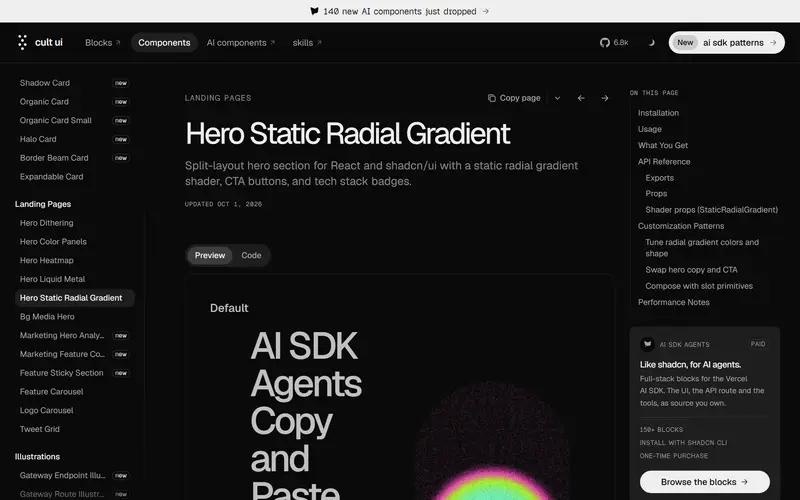 140 new AI components just dropped →
cult ui
Blocks ↗
Components
AI components ↗
skills ↗
6.8k
New ai sdk patterns →
Shadow Card new
Organic Card new
Organic Card Small new
Halo Card new
Border Beam Card new
Expandable Card
Landing Pages
Hero Dithering
Hero Color Panels
Hero Heatmap
Hero Liquid Metal
Hero Static Radial Gradient
Bg Media Hero
Marketing Hero Analy... new
Marketing Feature Co... new
Feature Sticky Section new
Feature Carousel
Logo Carousel
Tweet Grid
Illustrations
Gateway Endpoint Illu... new
Gateway Route Illustr... new
LANDING PAGES
Copy page
← →
Hero Static Radial Gradient
Split-layout hero section for React and shadcn/ui with a static radial gradient
shader, CTA buttons, and tech stack badges.
UPDATED OCT 1, 2026
Preview Code
Default
AI SDK
Agents
Copy
and
Paste
ON THIS PAGE
Installation
Usage
What You Get
API Reference
Exports
Props
Shader props (StaticRadialGradient)
Customization Patterns
Tune radial gradient colors and
shape
Swap hero copy and CTA
Compose with slot primitives
Performance Notes
AI SDK AGENTS PAID
Like shadcn, for AI agents.
Full-stack blocks for the Vercel
AI SDK. The UI, the API route and the
tools, as source you own.
150+ BLOCKS
INSTALL WITH SHADCN CLI
ONE-TIME PURCHASE
Browse the blocks →